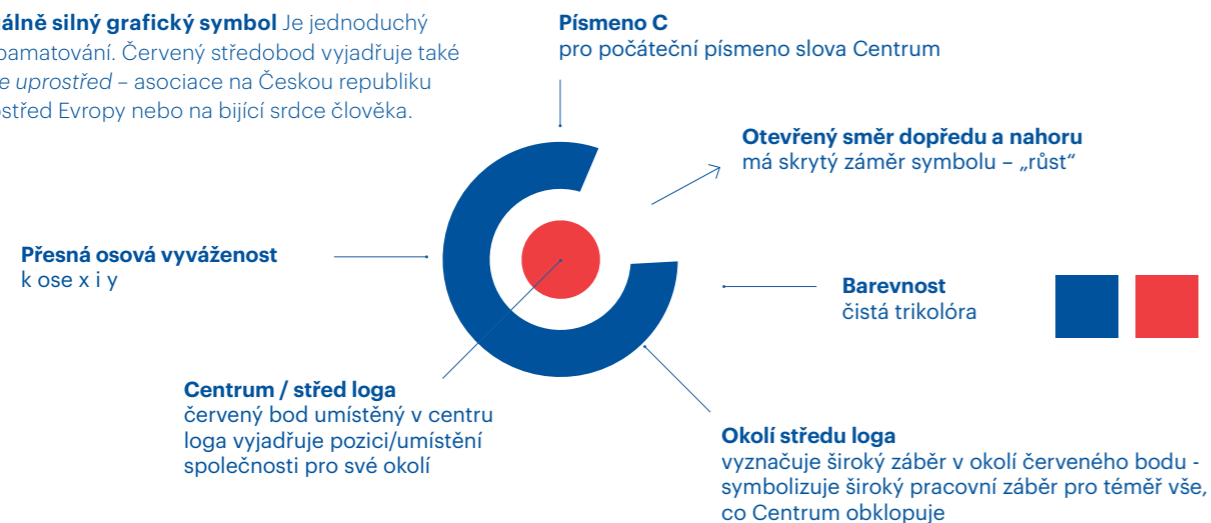 álně silný grafický symbol Je jednoduchý
pamatování. Červený středobod vyjadřuje také
e uprostřed – asociace na Českou republiku
střed Evropy nebo na bijící srdce člověka.
Písmeno C
pro počáteční písmeno slova Centrum
Otevřený směr dopředu a nahoru
má skrytý záměr symbolu – „růst“
Přesná osová vyváženost
k ose x i y
Barevnost
čistá trikolóra
Centrum / střed loga
červený bod umístěný v centru
loga vyjadřuje pozici/umístění
společnosti pro své okolí
Okolí středu loga
vyznačuje široký záběr v okolí červeného bodu -
symbolizuje široký pracovní záběr pro téměř vše,
co Centrum obklopuje